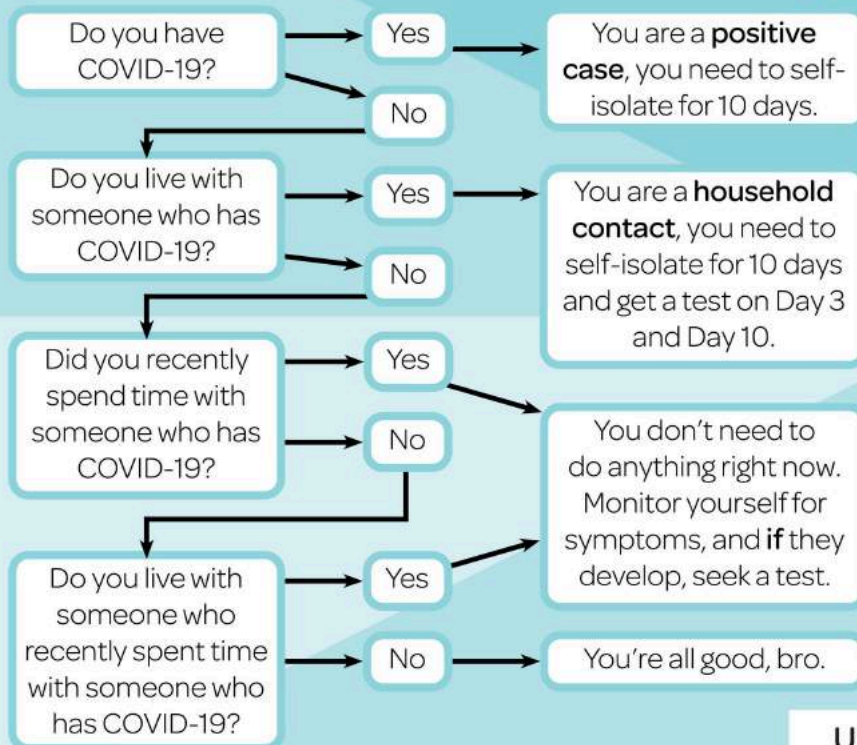 Do you have
COVID-19?
Yes
You are a positive
case, you need to self-
isolate for 10 days.
No
Do you live with
someone who has
COVID-19?
Yes
You are a household
contact, you need to
self-isolate for 10 days
and get a test on Day 3
and Day 10.
No
Did you recently
spend time with
someone who has
COVID-19?
Yes
No
You don't need to
do anything right now.
Monitor yourself for
symptoms, and if they
develop, seek a test.
Do you live with
someone who
recently spent time
with someone who
has COVID-19?
Yes
No
You're all good, bro.